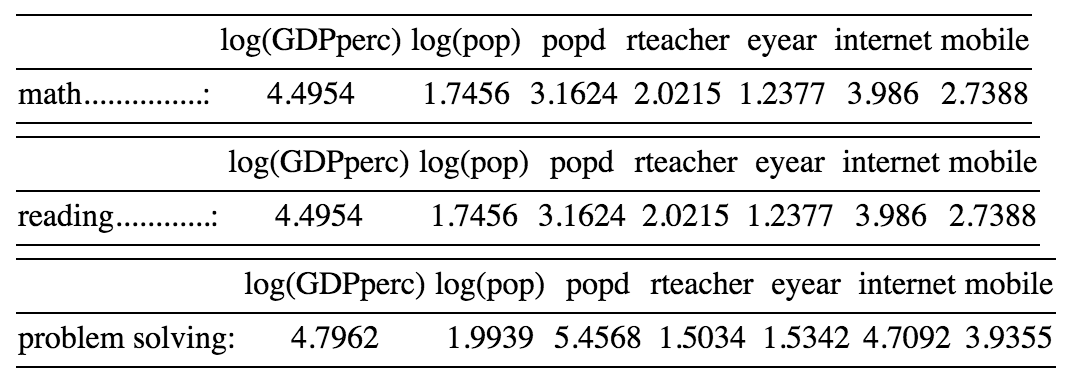 log(GDPperc) log(pop) popd rteacher eyear internet mobile
math...............: 4.4954 1.7456 3.1624 2.0215 1.2377 3.986 2.7388
log(GDPperc) log(pop) popd rteacher eyear internet mobile
reading............: 4.4954 1.7456 3.1624 2.0215 1.2377 3.986 2.7388
log(GDPperc) log(pop) popd rteacher eyear internet mobile
problem solving: 4.7962 1.9939 5.4568 1.5034 1.5342 4.7092 3.9355